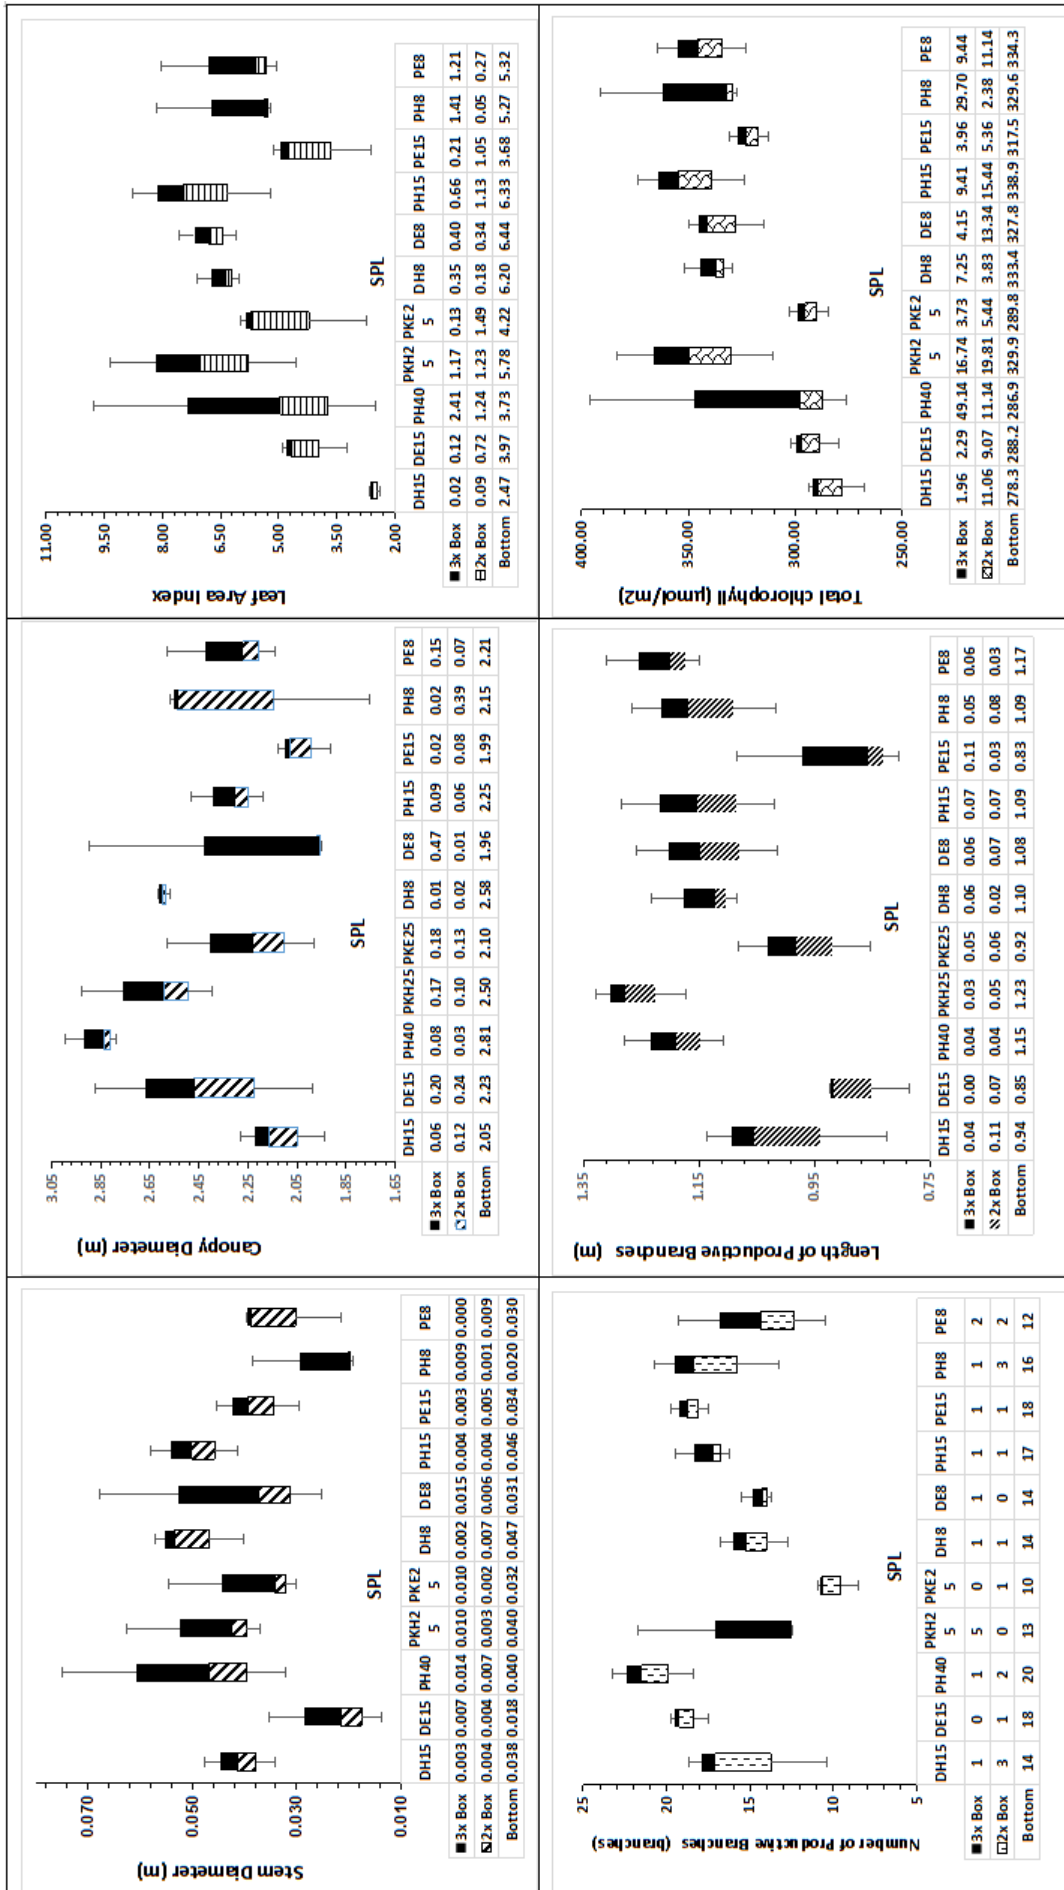 Stem Diameter (m)
0.070
0.050
0.030
0.010
SPL
DH15 DE15 PH40 PKH2 PKE2 DH8 DE8 PH15 PE15 PH8 PE8
5 5
3x Box 0.003 0.007 0.014 0.010 0.010 0.002 0.015 0.004 0.003 0.009 0.000
2x Box 0.004 0.004 0.007 0.003 0.002 0.007 0.006 0.004 0.005 0.001 0.009
Bottom 0.038 0.018 0.040 0.040 0.032 0.047 0.031 0.046 0.034 0.020 0.030
Canopy Diameter (m)
3.05
2.85
2.65
2.45
2.25
2.05
1.85
1.65
SPL
DH15 DE15 PH40 PKH25 PKE25 DH8 DE8 PH15 PE15 PH8 PE8
3x Box 0.06 0.20 0.08 0.17 0.18 0.01 0.47 0.09 0.02 0.02 0.15
2x Box 0.12 0.24 0.03 0.10 0.13 0.02 0.01 0.06 0.08 0.39 0.07
Bottom 2.05 2.23 2.81 2.50 2.10 2.58 1.96 2.25 1.99 2.15 2.21
Leaf Area Index
11.00
9.50
8.00
6.50
5.00
3.50
2.00
SPL
DH15 DE15 PH40 PKH2 PKE2 DH8 DE8 PH15 PE15 PH8 PE8
5 5
3x Box 0.02 0.12 2.41 1.17 0.13 0.35 0.40 0.66 0.21 1.41 1.21
2x Box 0.09 0.72 1.24 1.23 1.49 0.18 0.34 1.13 1.05 0.05 0.27
Bottom 2.47 3.97 3.73 5.78 4.22 6.20 6.44 6.33 3.68 5.27 5.32
Number of Productive Branches (branches)
25
20
15
10
5
SPL
DH15 DE15 PH40 PKH2 PKE2 DH8 DE8 PH15 PE15 PH8 PE8
5 5
3x Box 1 0 1 5 0 1 1 1 1 1 2
2x Box 3 1 2 0 1 1 0 1 1 3 2
Bottom 14 18 20 13 10 14 14 17 18 16 12
Length of Productive Branches (m)
1.35
1.15
0.95
0.75
SPL
DH15 DE15 PH40 PKH25 PKE25 DH8 DE8 PH15 PE15 PH8 PE8
3x Box 0.04 0.00 0.04 0.03 0.05 0.06 0.06 0.07 0.11 0.05 0.06
2x Box 0.11 0.07 0.04 0.05 0.06 0.02 0.07 0.07 0.03 0.08 0.03
Bottom 0.94 0.85 1.15 1.23 0.92 1.10 1.08 1.09 0.83 1.09 1.17
Total chlorophyll (μmol/m2)
400.00
350.00
300.00
250.00
SPL
DH15 DE15 PH40 PKH2 PKE2 DH8 DE8 PH15 PE15 PH8 PE8
5 5
3x Box 1.96 2.29 49.14 16.74 3.73 7.25 4.15 9.41 3.96 29.70 9.44
2x Box 11.06 9.07 11.14 19.81 5.44 3.83 13.34 15.44 5.36 2.38 11.14
Bottom 278.3 288.2 286.9 329.9 289.8 333.4 327.8 338.9 317.5 329.6 334.3